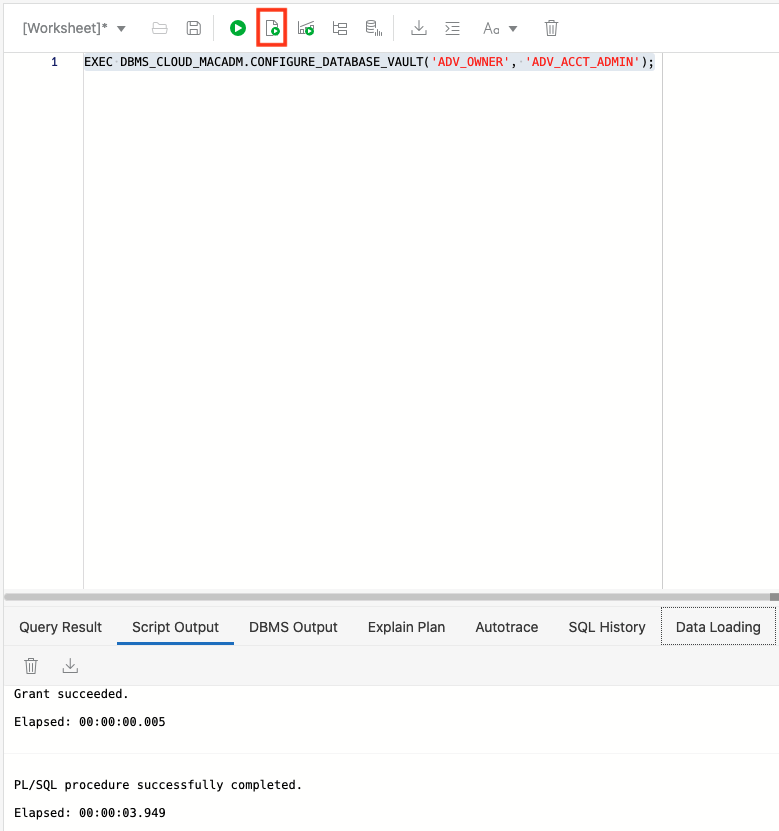 [Worksheet]*
Aa
1 EXEC DBMS_CLOUD_MACADM.CONFIGURE_DATABASE_VAULT('ADV_OWNER', 'ADV_ACCT_ADMIN');
Query Result Script Output DBMS Output Explain Plan Autotrace SQL History Data Loading
Grant succeeded.
Elapsed: 00:00:00.005
PL/SQL procedure successfully completed.
Elapsed: 00:00:03.949